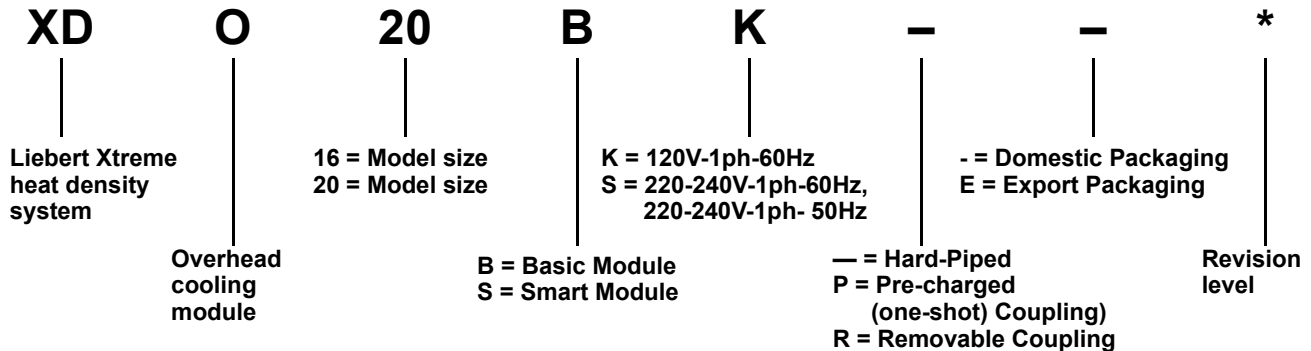 XD O 20 B K – – *
Liebert Xtreme
heat density
system
16 = Model size
20 = Model size
K = 120V-1ph-60Hz
S = 220-240V-1ph-60Hz,
220-240V-1ph- 50Hz
- = Domestic Packaging
E = Export Packaging
Overhead
cooling
module
B = Basic Module
S = Smart Module
— = Hard-Piped
P = Pre-charged
(one-shot) Coupling)
R = Removable Coupling
Revision
level